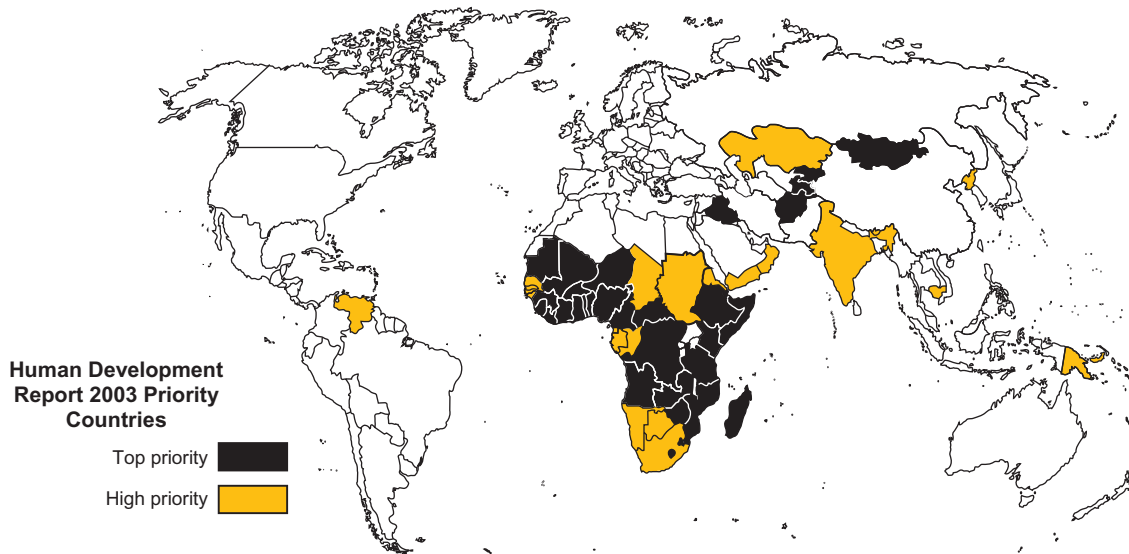 Human Development
Report 2003 Priority
Countries
Top priority
High priority